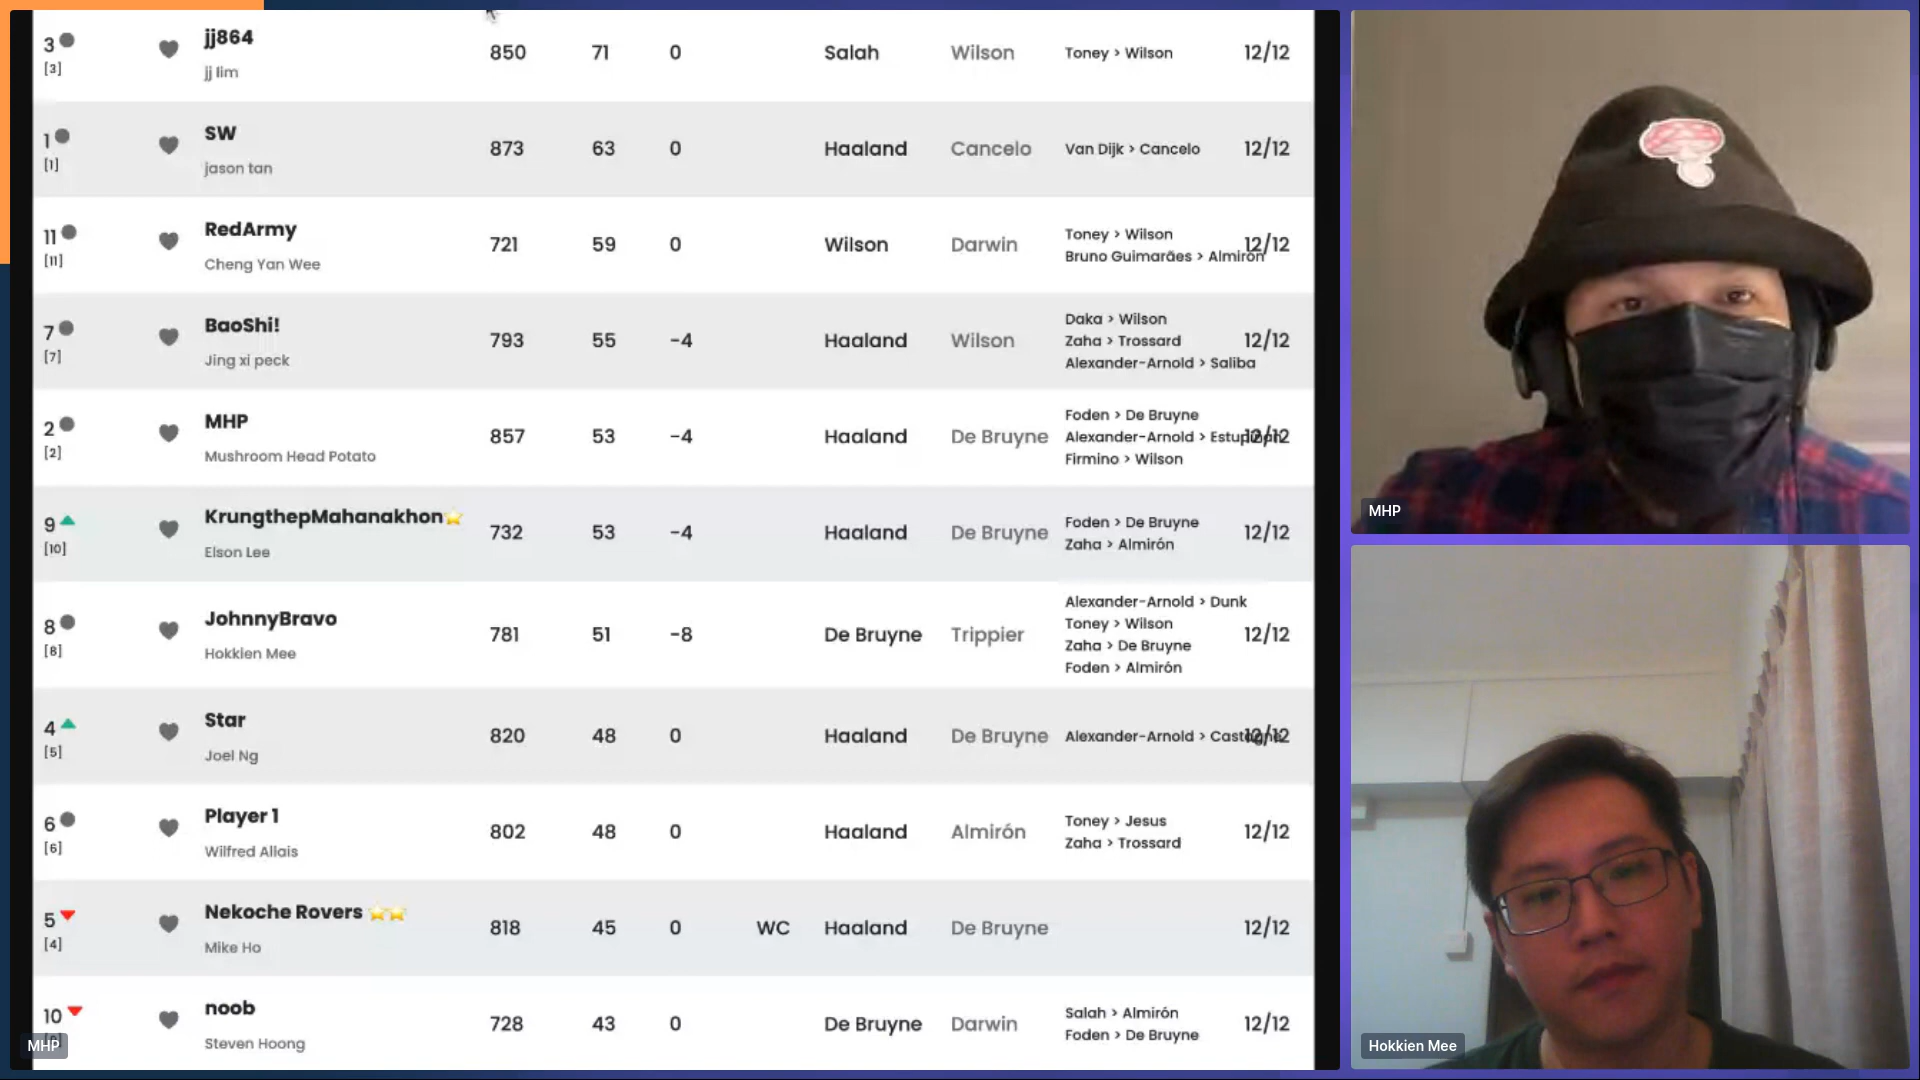 3 jj864 850 71 0 Salah Wilson Toney > Wilson 12/12
[3] jj lim
1 SW 873 63 0 Haaland Cancelo Van Dijk > Cancelo 12/12
[1] jason tan
11 RedArmy 721 59 0 Wilson Darwin Toney > Wilson 12/12
[11] Cheng Yan Wee Bruno Guimarães > Almirón
7 BaoShi! 793 55 -4 Haaland Wilson Daka > Wilson 12/12
Zaha > Trossard
[7] Jing xi peck Alexander-Arnold > Saliba
2 MHP 857 53 -4 Haaland De Bruyne Foden > De Bruyne 12/12
Alexander-Arnold > Estupiñán
[2] Mushroom Head Potato Firmino > Wilson
9 KrungthepMahanakhon⭐ 732 53 -4 Haaland De Bruyne Foden > De Bruyne 12/12
[10] Elson Lee Zaha > Almirón
8 JohnnyBravo 781 51 -8 De Bruyne Trippier Alexander-Arnold > Dunk 12/12
Toney > Wilson
Zaha > De Bruyne
[8] Hokkien Mee Foden > Almirón
4 Star 820 48 0 Haaland De Bruyne Alexander-Arnold > Castagne 12/12
[5] Joel Ng
6 Player 1 802 48 0 Haaland Almirón Toney > Jesus 12/12
[6] Wilfred Allais Zaha > Trossard
5 Nekoche Rovers ⭐⭐ 818 45 0 WC Haaland De Bruyne 12/12
[4] Mike Ho
10 noob 728 43 0 De Bruyne Darwin Salah > Almirón 12/12
Steven Hoong Foden > De Bruyne
MHP
MHP
Hokkien Mee